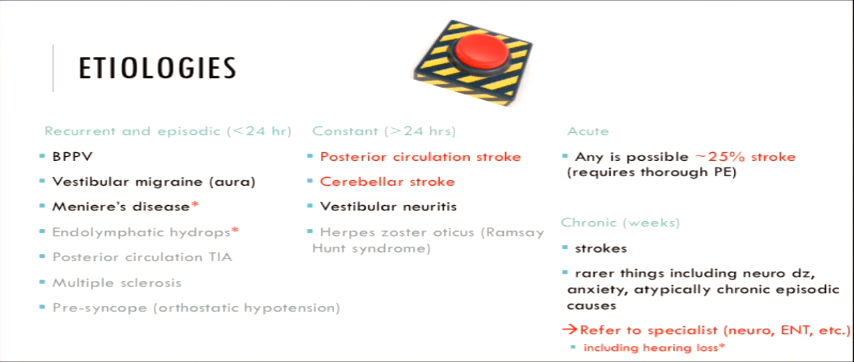 ETIOLOGIES
Recurrent and episodic (<24 hr)
▪ BPPV
▪ Vestibular migraine (aura)
▪ Meniere's disease*
▪ Endolymphatic hydrops*
▪ Posterior circulation TIA
▪ Multiple sclerosis
▪ Pre-syncope (orthostatic hypotension)
Constant (>24 hrs)
▪ Posterior circulation stroke
▪ Cerebellar stroke
▪ Vestibular neuritis
▪ Herpes zoster oticus (Ramsay
Hunt syndrome)
Acute
▪ Any is possible ~25% stroke
(requires thorough PE)
Chronic (weeks)
▪ strokes
▪ rarer things including neuro dz,
anxiety, atypically chronic episodic
causes
→Refer to specialist (neuro, ENT, etc.)
▪ including hearing loss*